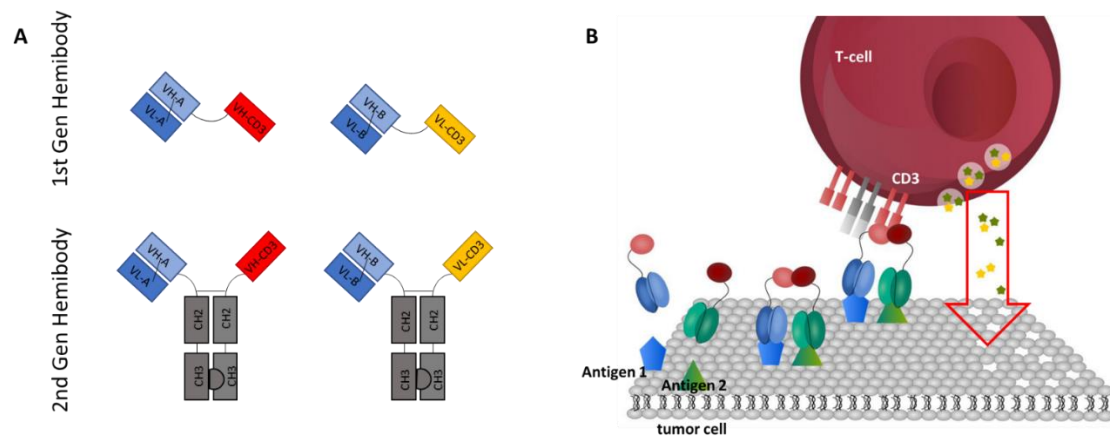 A
1st Gen Hemibody
VH-A
VL-A
VH-CD3
VH-B
VL-B
VL-CD3
2nd Gen Hemibody
VH-A
VL-A
VH-CD3
CH2
CH2
CH3
CH3
VH-B
VL-B
VL-CD3
CH2
CH2
CH3
CH3
B
T-cell
CD3
Antigen 1
Antigen 2
tumor cell